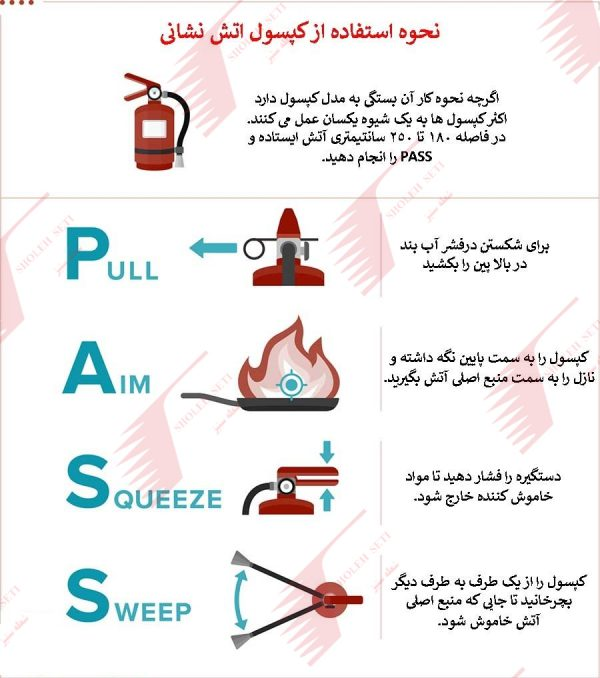 نحوه استفاده از کپسول اتش نشانی
اگرچه نحوه کار آن بستگی به مدل کپسول دارد
اکثر کپسول ها به یک شیوه یکسان عمل می کنند.
در فاصله ۱۸۰ تا ۲۵۰ سانتیمتری آتش ایستاده و
PASS را انجام دهید.
PULL
برای شکستن درفشر آب بند
در بالا پین را بکشید
AIM
کپسول را به سمت پایین نگه داشته و
نازل را به سمت منبع اصلی آتش بگیرید.
SQUEEZE
دستگیره را فشار دهید تا مواد
خاموش کننده خارج شود.
SWEEP
کپسول را از یک طرف به طرف دیگر
بچرخانید تا جایی که منبع اصلی
آتش خاموش شود.
SHOLEH SETI